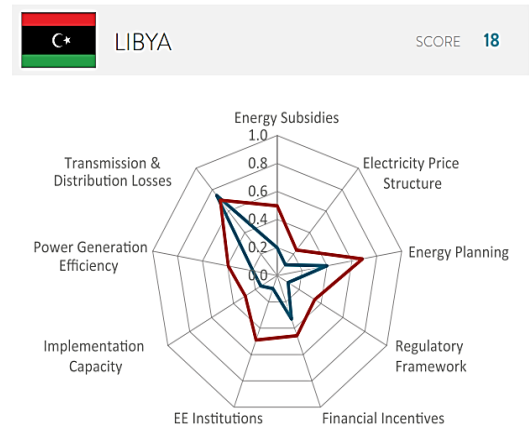 LIBYA
SCORE 18
Energy Subsidies
1.0
Transmission &
Distribution Losses
Electricity Price
Structure
0.8
0.6
0.4
Power Generation
Efficiency
Energy Planning
0.2
0.0
Implementation
Capacity
Regulatory
Framework
EE Institutions
Financial Incentives